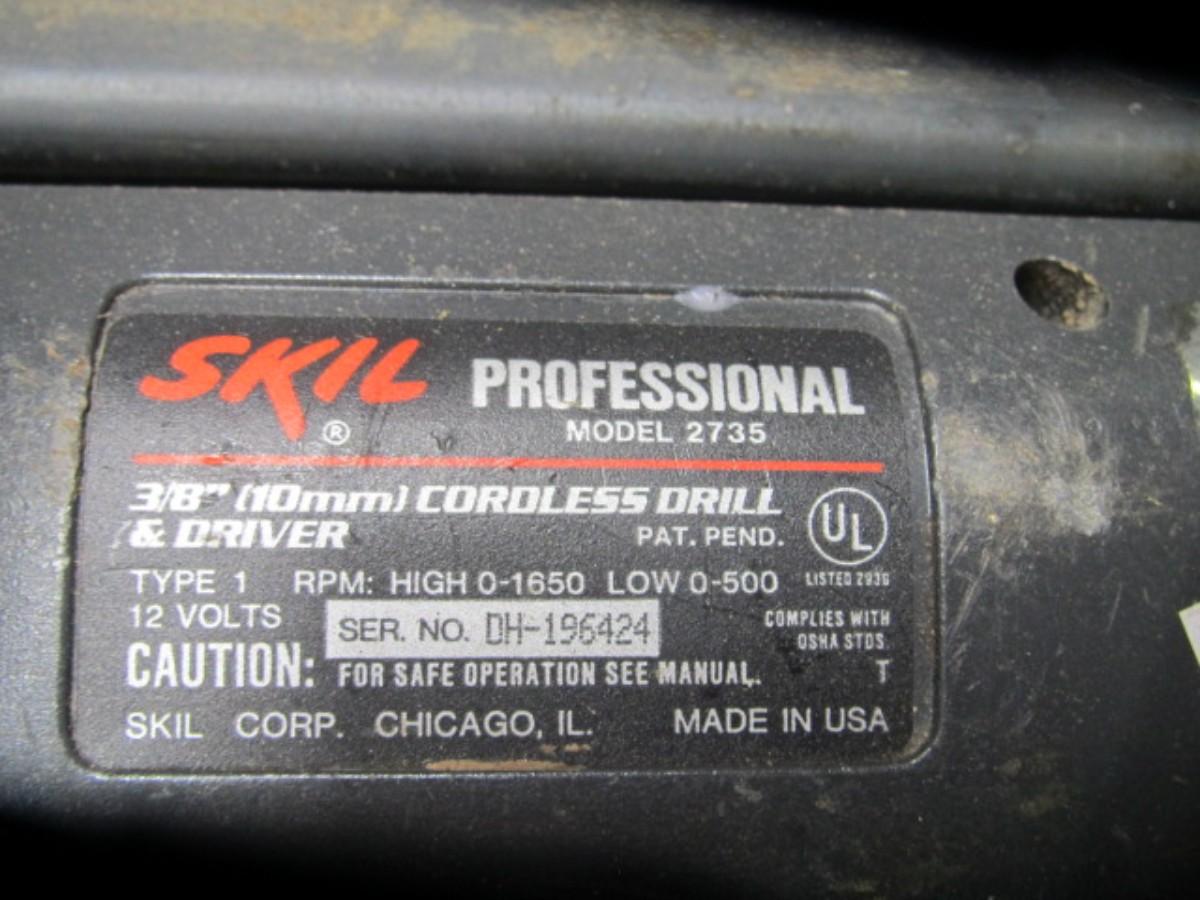 SKIL ® PROFESSIONAL
MODEL 2735
3/8" (10mm) CORDLESS DRILL
& DRIVER PAT. PEND. UL
TYPE 1 RPM: HIGH 0-1650 LOW 0-500 LISTED 293G
12 VOLTS SER. NO. DH-196424 COMPLIES WITH
OSHA STDS.
CAUTION: FOR SAFE OPERATION SEE MANUAL. T
SKIL CORP. CHICAGO, IL. MADE IN USA